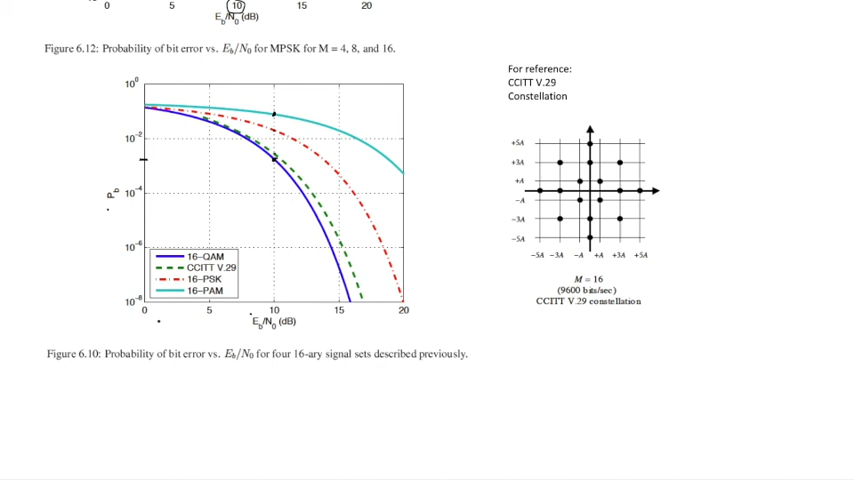 0 5 10 15 20
Eb/N0 (dB)
Figure 6.12: Probability of bit error vs. Eb/N0 for MPSK for M = 4, 8, and 16.
For reference:
CCITT V.29
Constellation
10^0
10^-2
10^-4
10^-6
10^-8
Pb
16-QAM
CCITT V.29
16-PSK
16-PAM
0 5 10 15 20
Eb/N0 (dB)
+5A
+3A
+A
-A
-3A
-5A
-5A -3A -A +A +3A +5A
M = 16
(9600 bits/sec)
CCITT V.29 constellation
Figure 6.10: Probability of bit error vs. Eb/N0 for four 16-ary signal sets described previously.